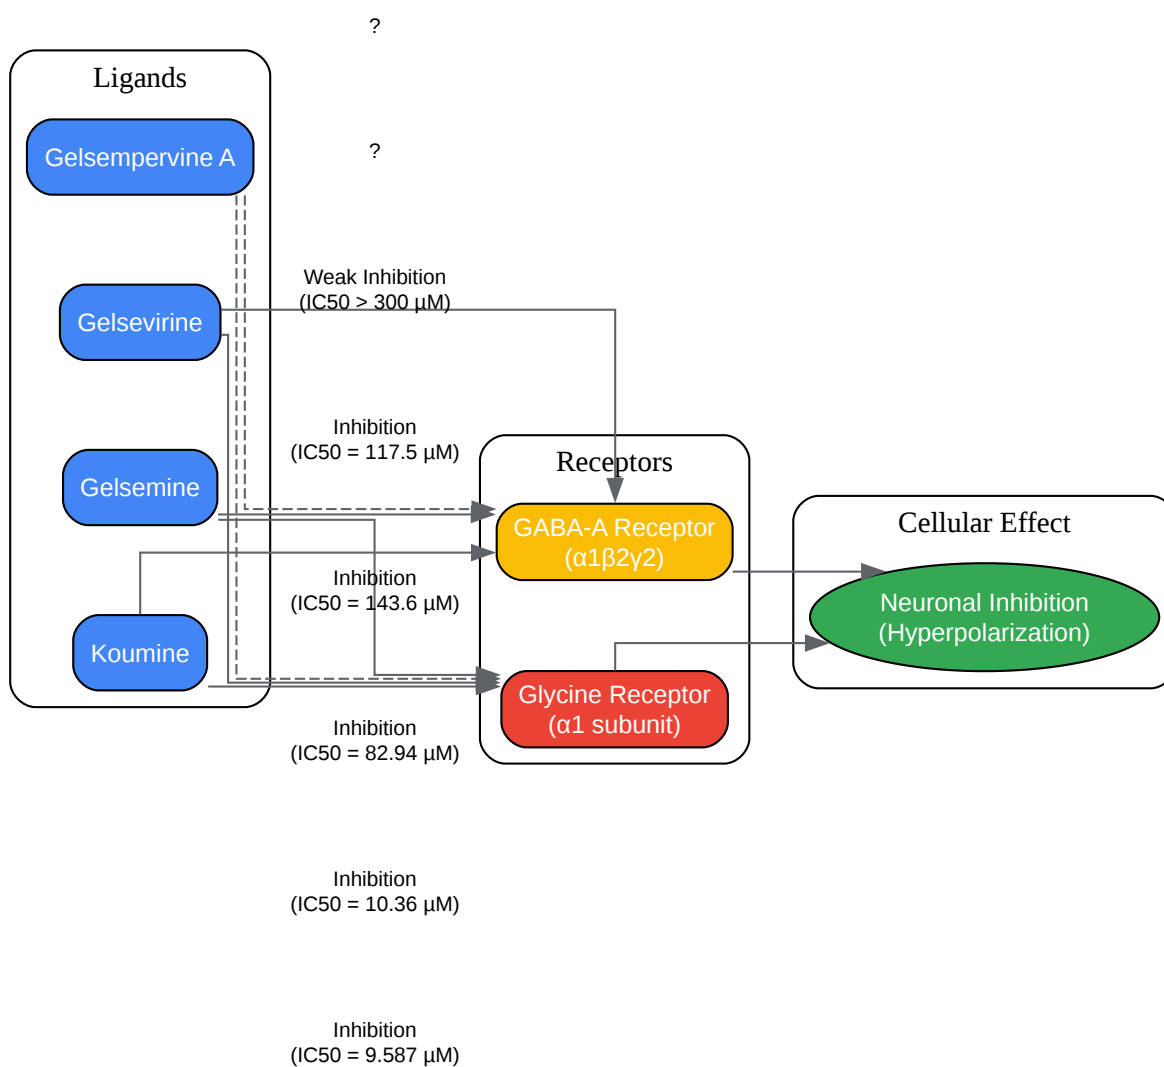 ?
Ligands
Gelsempervine A
?
Weak Inhibition
(IC50 > 300 µM)
Gelsevirine
Inhibition
(IC50 = 117.5 µM)
Gelsemine
Receptors
GABA-A Receptor
(α1β2γ2)
Cellular Effect
Neuronal Inhibition
(Hyperpolarization)
Inhibition
(IC50 = 143.6 µM)
Koumine
Glycine Receptor
(α1 subunit)
Inhibition
(IC50 = 82.94 µM)
Inhibition
(IC50 = 10.36 µM)
Inhibition
(IC50 = 9.587 µM)